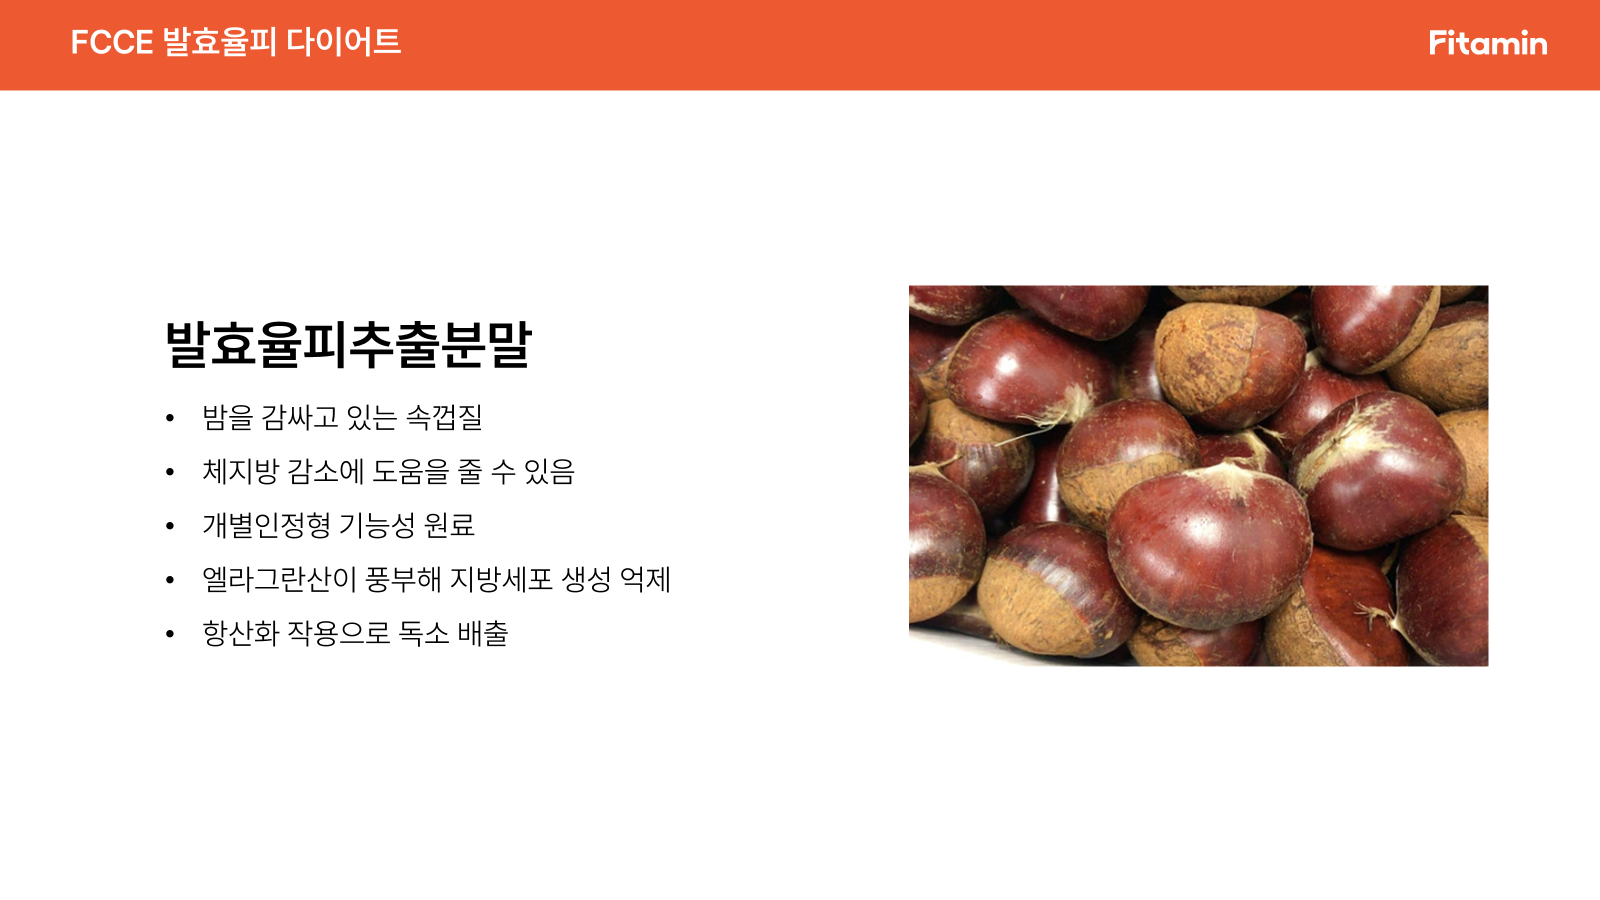 FCCE 발효율피 다이어트
Fitamin
발효율피추출분말
• 밤을 감싸고 있는 속껍질
• 체지방 감소에 도움을 줄 수 있음
• 개별인정형 기능성 원료
• 엘라그란산이 풍부해 지방세포 생성 억제
• 항산화 작용으로 독소 배출